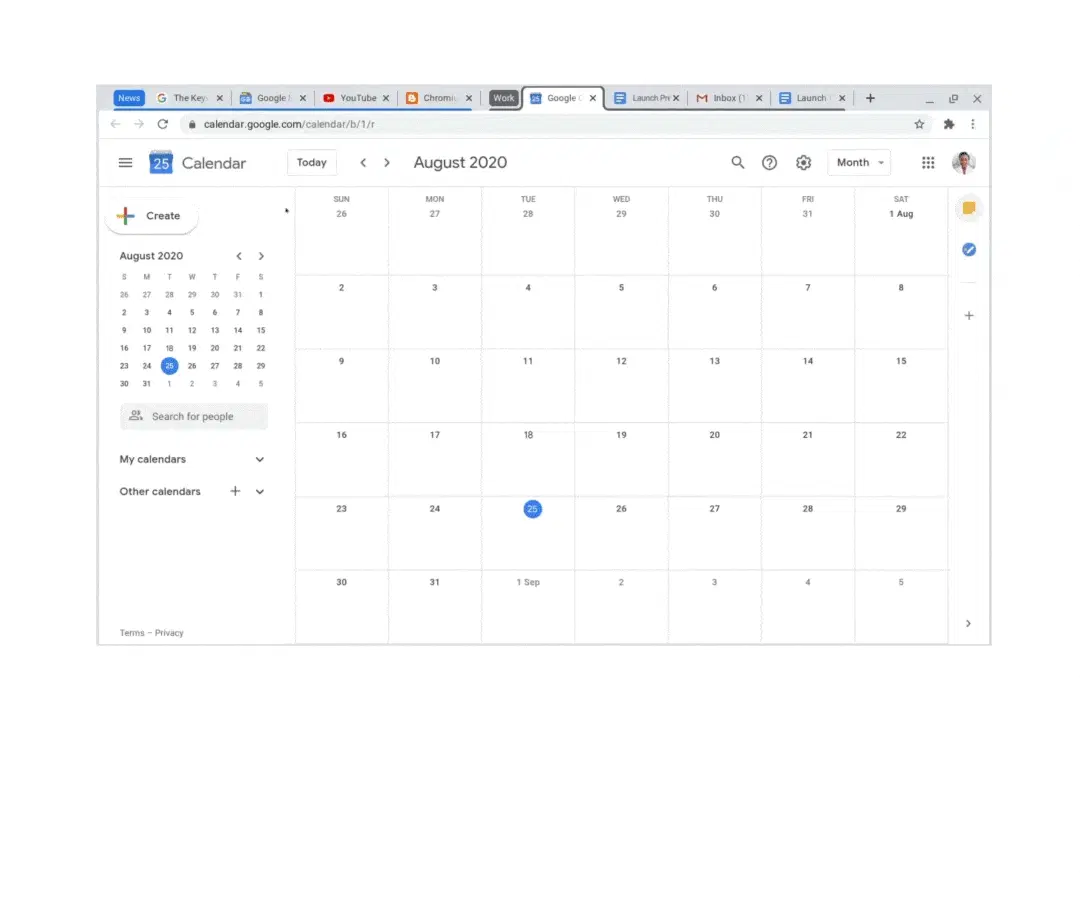 News The Key Google YouTube Chromi Work Google C Launch Pr Inbox (1 Launch
calendar.google.com/calendar/b/1/r
25 Calendar Today August 2020 Month
Create
August 2020
S M T W T F S
26 27 28 29 30 31 1
2 3 4 5 6 7 8
9 10 11 12 13 14 15
16 17 18 19 20 21 22
23 24 25 26 27 28 29
30 31 1 2 3 4 5
Search for people
My calendars
Other calendars
Terms – Privacy
SUN MON TUE WED THU FRI SAT
26 27 28 29 30 31 1 Aug
2 3 4 5 6 7 8
9 10 11 12 13 14 15
16 17 18 19 20 21 22
23 24 25 26 27 28 29
30 31 1 Sep 2 3 4 5